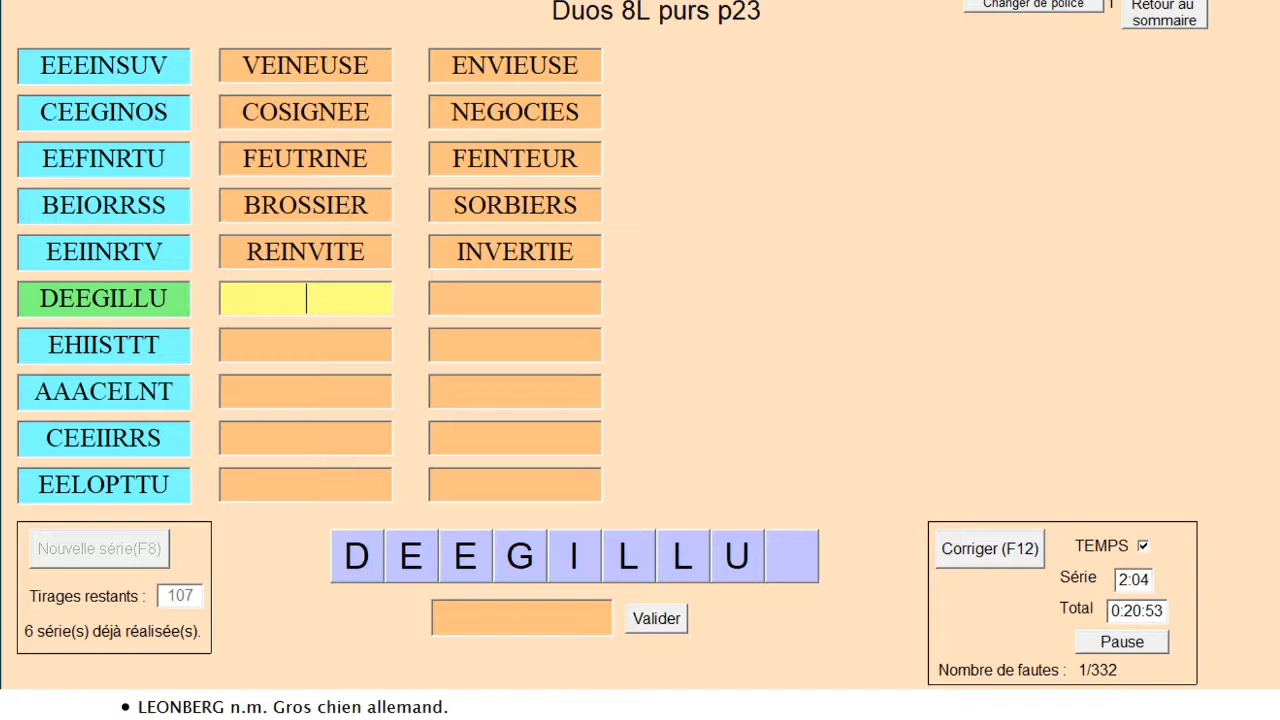 Duos 8L purs p23
Changer de police
1
Retour au
sommaire
EEEINSUV VEINEUSE ENVIEUSE
CEEGINOS COSIGNEE NEGOCIES
EEFINRTU FEUTRINE FEINTEUR
BEIORRSS BROSSIER SORBIERS
EEIINRTV REINVITE INVERTIE
DEEGILLU
EHIISTTT
AAACELNT
CEEIIRRS
EELOPTTU
Nouvelle série(F8)
Tirages restants : 107
6 série(s) déjà réalisée(s).
D E E G I L L U
Valider
Corriger (F12)
TEMPS
Série 2:04
Total 0:20:53
Pause
Nombre de fautes : 1/332
• LEONBERG n.m. Gros chien allemand.